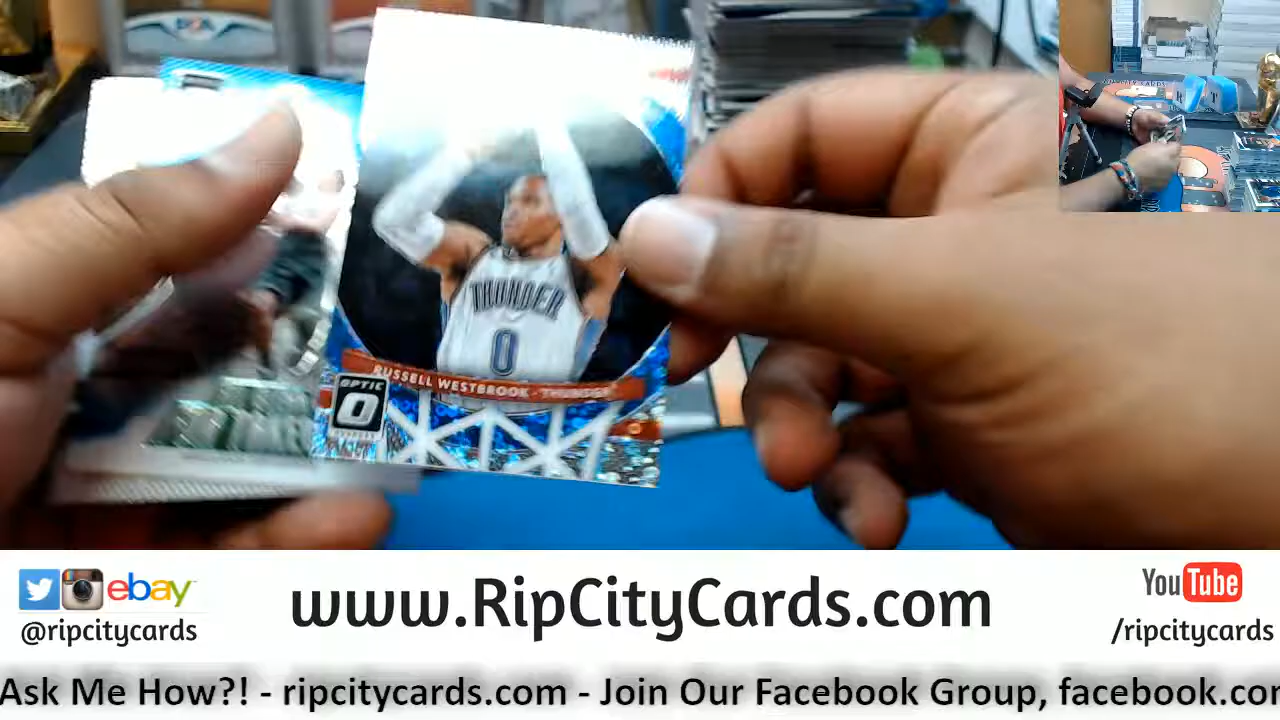 THUNDER
0
RUSSELL WESTBROOK - THUNDER
OPTIC
ebay
@ripcitycards
www.RipCityCards.com
YouTube
/ripcitycards
Ask Me How?! - ripcitycards.com - Join Our Facebook Group, facebook.com